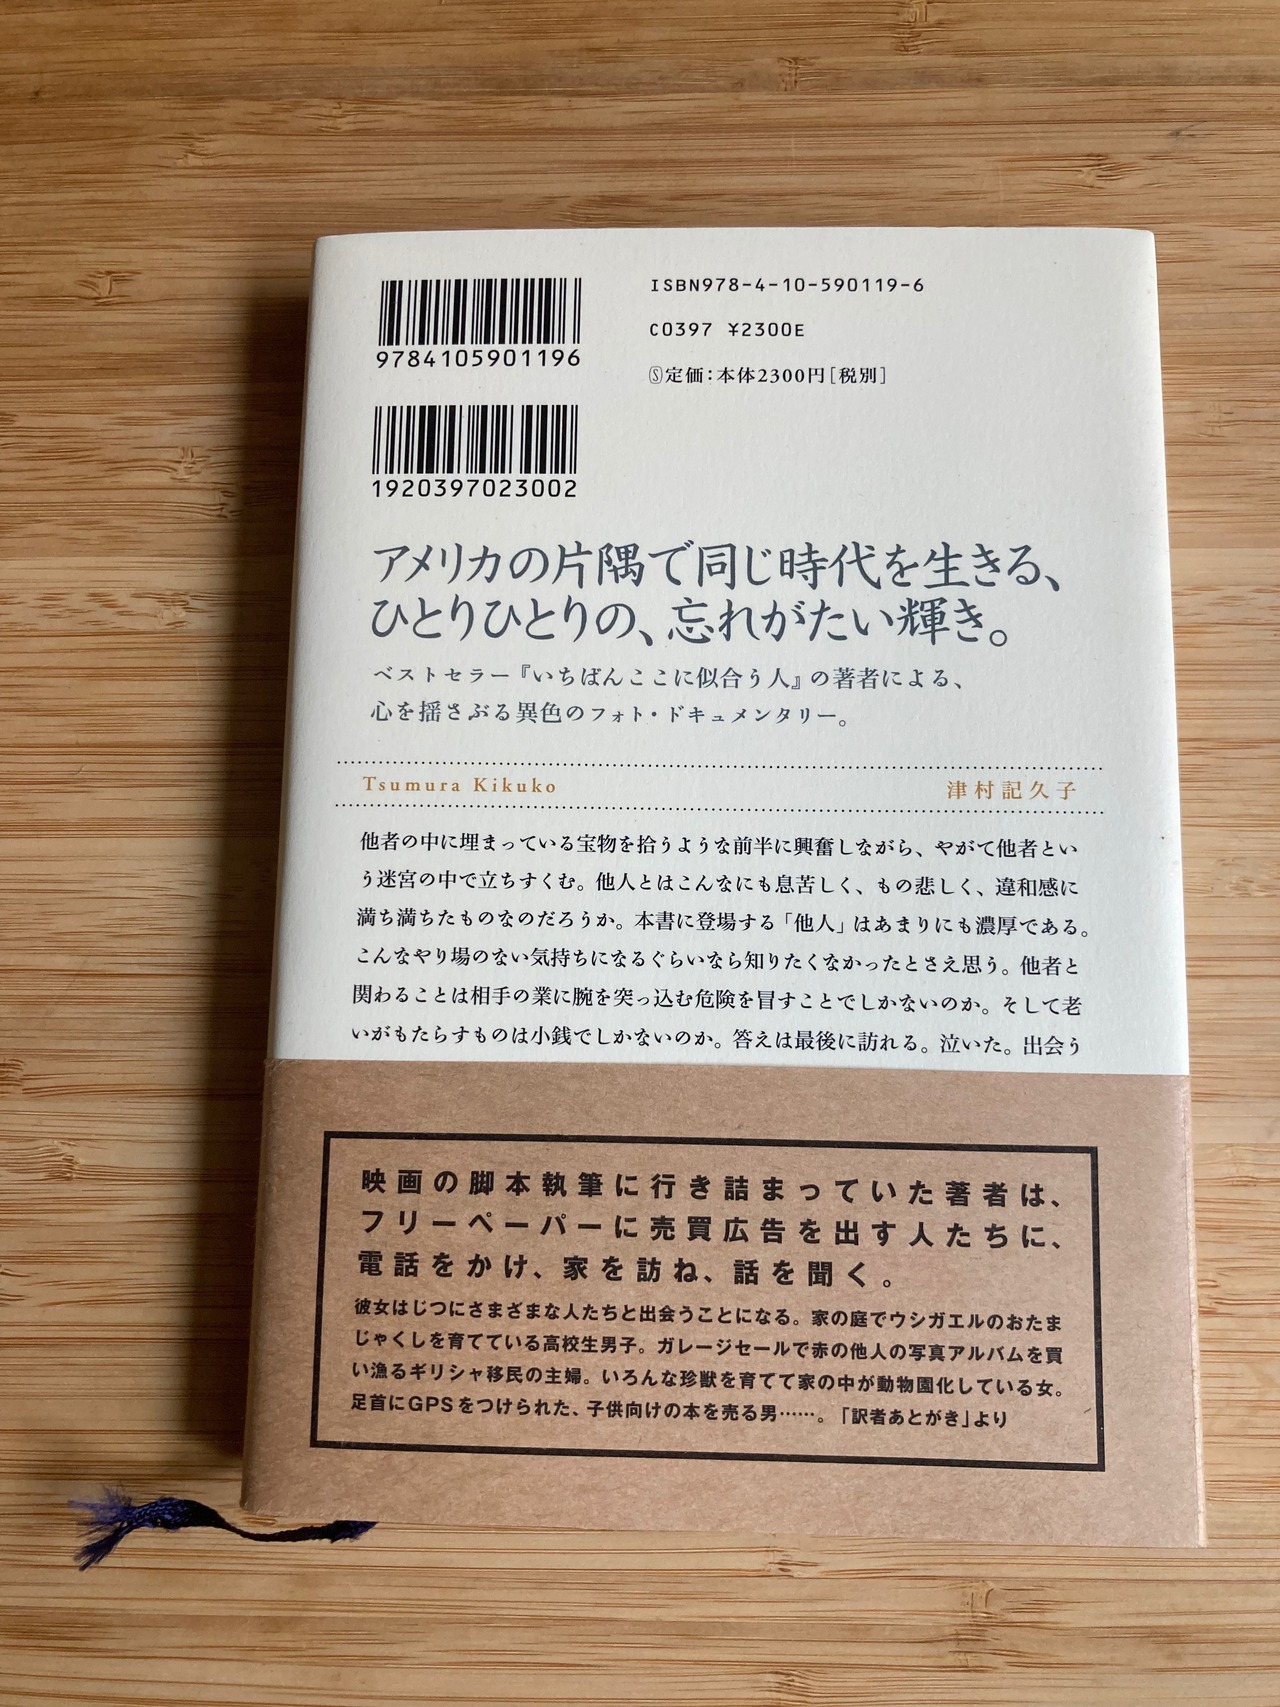 9784105901196
1920397023002
ISBN978-4-10-590119-6
C0397 ¥2300E
Ⓢ定価：本体2300円［税別］
アメリカの片隅で同じ時代を生きる、
ひとりひとりの、忘れがたい輝き。
ベストセラー『いちばんここに似合う人』の著者による、
心を揺さぶる異色のフォト・ドキュメンタリー。
Tsumura Kikuko 津村記久子
他者の中に埋まっている宝物を拾うような前半に興奮しながら、やがて他者とい
う迷宮の中で立ちすくむ。他人とはこんなにも息苦しく、もの悲しく、違和感に
満ち満ちたものなのだろうか。本書に登場する「他人」はあまりにも濃厚である。
こんなやり場のない気持ちになるぐらいなら知りたくなかったとさえ思う。他者と
関わることは相手の業に腕を突っ込む危険を冒すことでしかないのか。そして老
いがもたらすものは小銭でしかないのか。答えは最後に訪れる。泣いた。出会う
映画の脚本執筆に行き詰まっていた著者は、
フリーペーパーに売買広告を出す人たちに、
電話をかけ、家を訪ね、話を聞く。
彼女はじつにさまざまな人たちと出会うことになる。家の庭でウシガエルのおたま
じゃくしを育てている高校生男子。ガレージセールで赤の他人の写真アルバムを買
い漁るギリシャ移民の主婦。いろんな珍獣を育てて家の中が動物園化している女。
足首にGPSをつけられた、子供向けの本を売る男……。「訳者あとがき」より